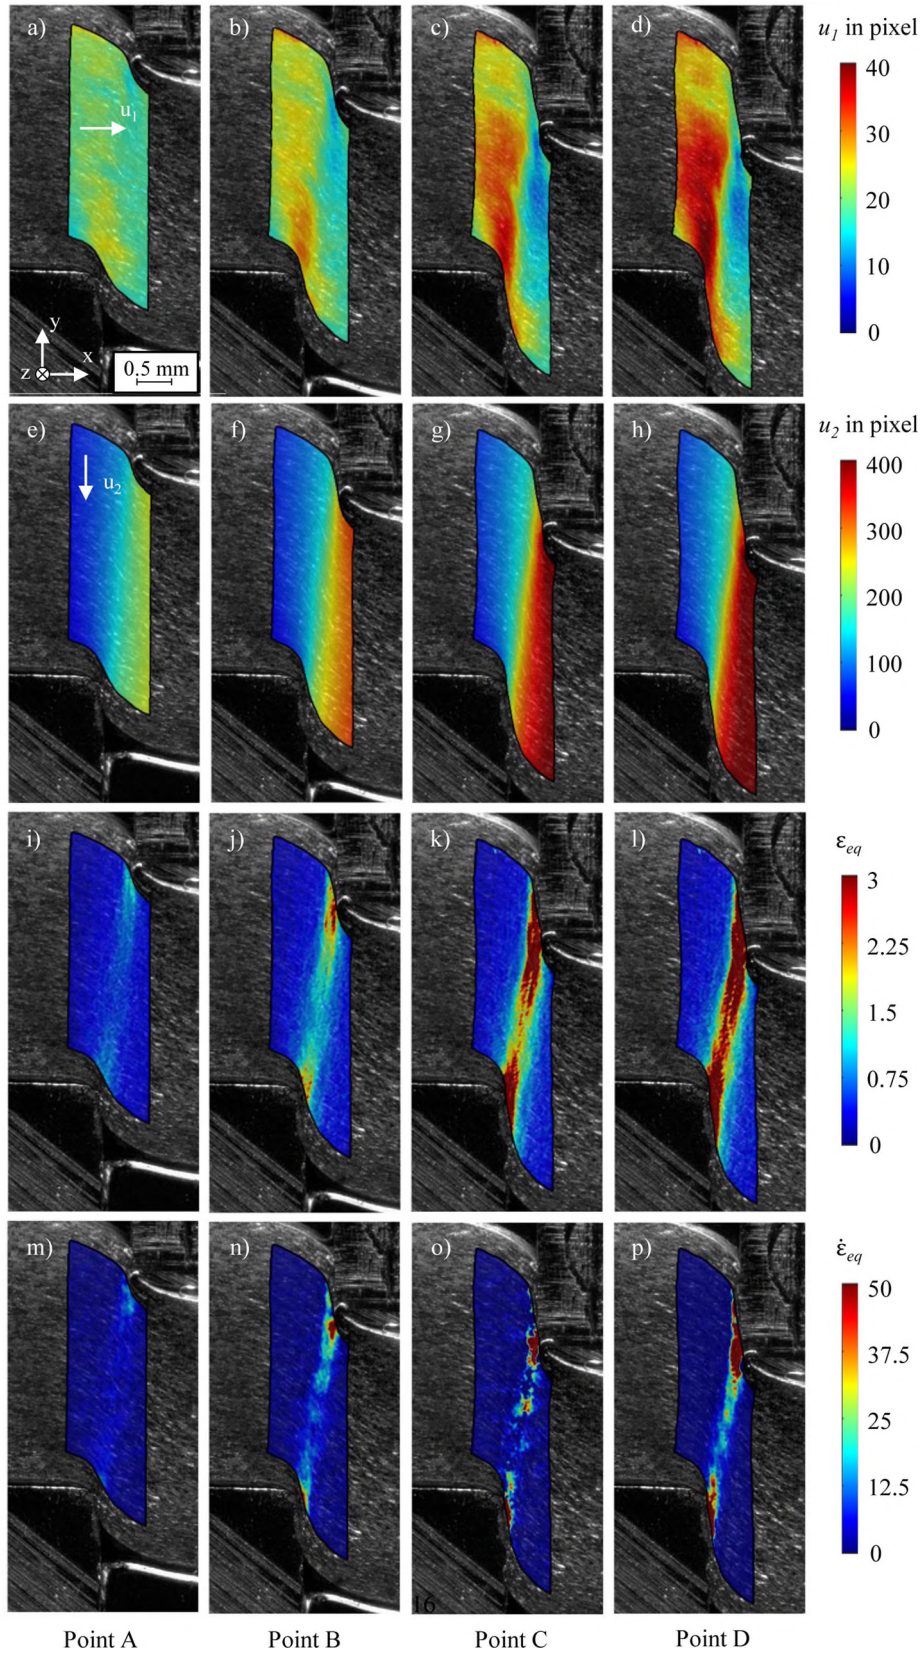 a) b) c) d) u₁ in pixel
40
u₁
30
20
10
y
x
z
0.5 mm
0
e) f) g) h) u₂ in pixel
400
u₂
300
200
100
0
i) j) k) l) εeq
3
2.25
1.5
0.75
0
m) n) o) p) ε̇eq
50
37.5
25
12.5
0
16
Point A Point B Point C Point D